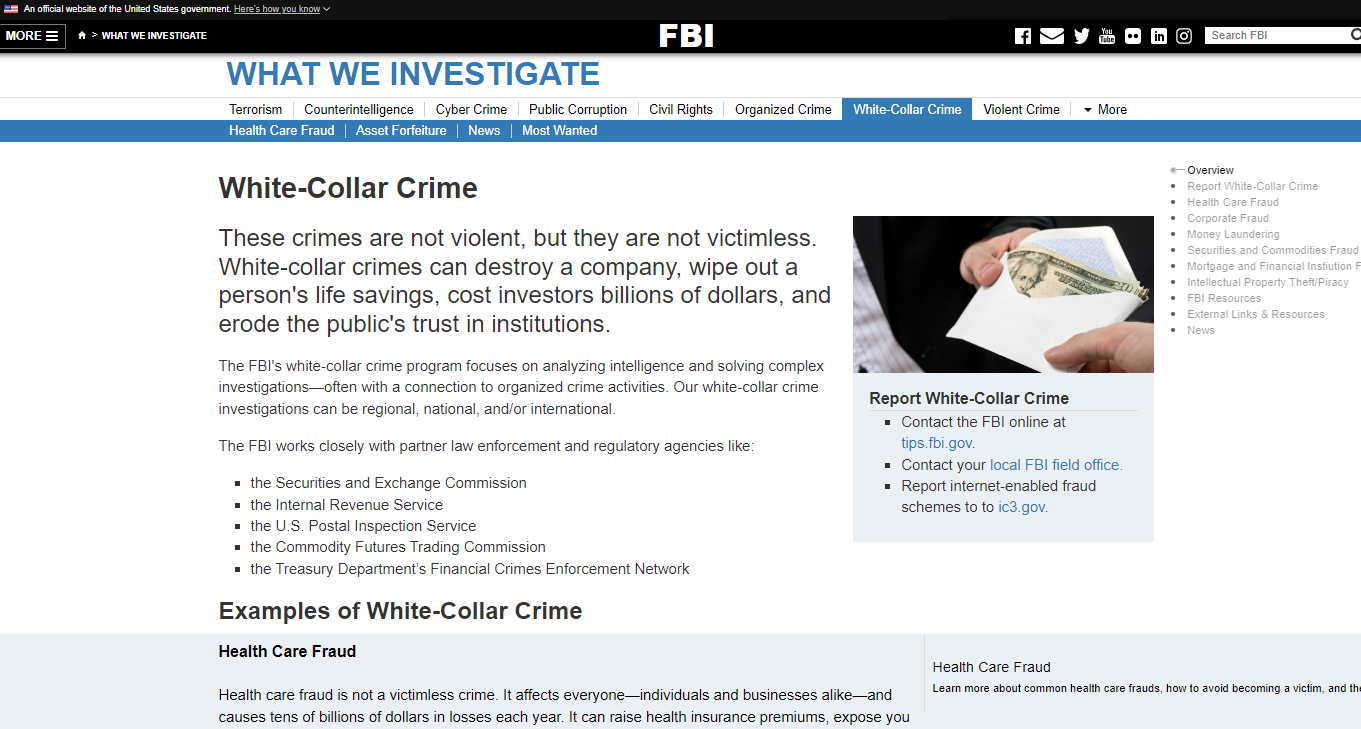 An official website of the United States government. Here's how you know
MORE
> WHAT WE INVESTIGATE
FBI
You Tube
in
Search FBI
WHAT WE INVESTIGATE
Terrorism
Counterintelligence
Cyber Crime
Public Corruption
Civil Rights
Organized Crime
White-Collar Crime
Violent Crime
More
Health Care Fraud
Asset Forfeiture
News
Most Wanted
White-Collar Crime
These crimes are not violent, but they are not victimless.
White-collar crimes can destroy a company, wipe out a
person's life savings, cost investors billions of dollars, and
erode the public's trust in institutions.
The FBI's white-collar crime program focuses on analyzing intelligence and solving complex
investigations—often with a connection to organized crime activities. Our white-collar crime
investigations can be regional, national, and/or international.
The FBI works closely with partner law enforcement and regulatory agencies like:
the Securities and Exchange Commission
the Internal Revenue Service
the U.S. Postal Inspection Service
the Commodity Futures Trading Commission
the Treasury Department's Financial Crimes Enforcement Network
20
Report White-Collar Crime
Contact the FBI online at
tips.fbi.gov.
Contact your local FBI field office.
Report internet-enabled fraud
schemes to to ic3.gov.
Overview
Report White-Collar Crime
Health Care Fraud
Corporate Fraud
Money Laundering
Securities and Commodities Fraud
Mortgage and Financial Instiution F
Intellectual Property Theft/Piracy
FBI Resources
External Links & Resources
News
Examples of White-Collar Crime
Health Care Fraud
Health care fraud is not a victimless crime. It affects everyone—individuals and businesses alike—and
causes tens of billions of dollars in losses each year. It can raise health insurance premiums, expose you
Health Care Fraud
Learn more about common health care frauds, how to avoid becoming a victim, and the